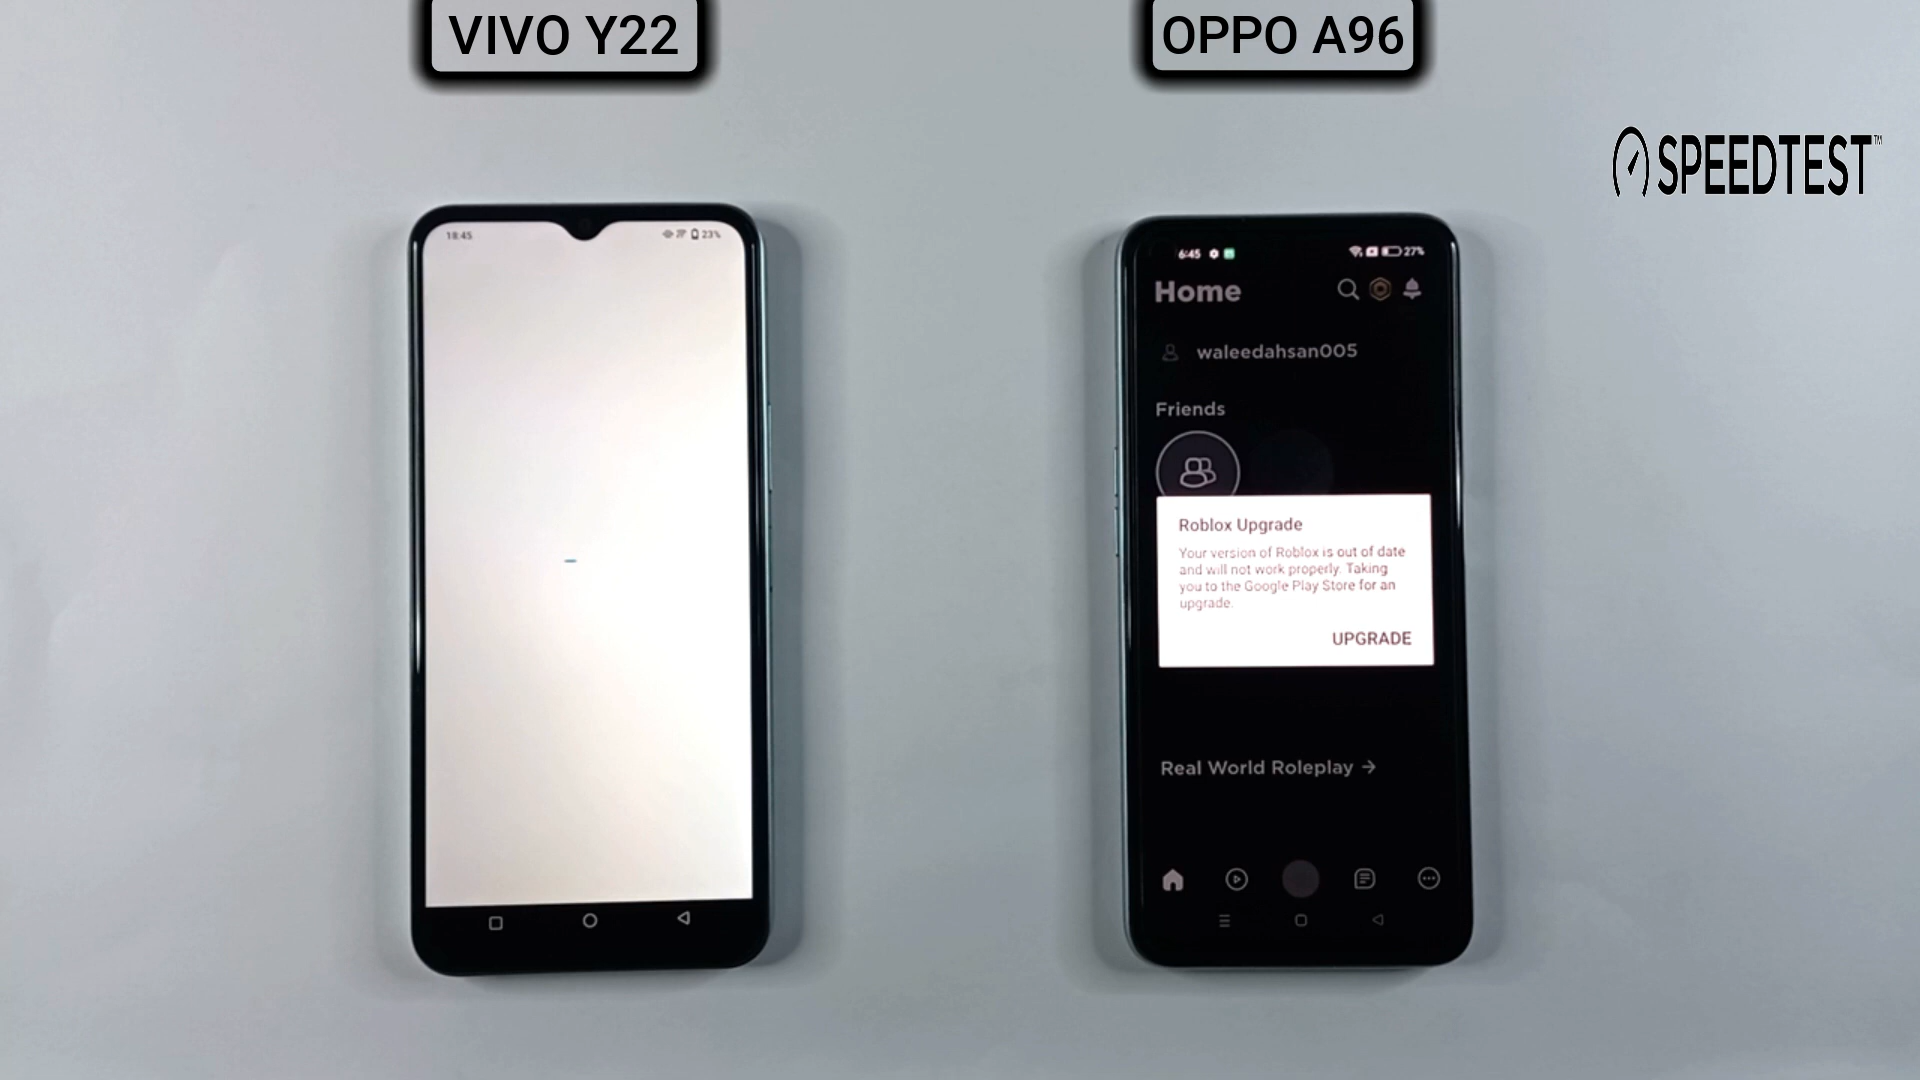 VIVO Y22
OPPO A96
SPEEDTEST™
18:45
23%
6:45
27%
Home
waleedahsan005
Friends
Roblox Upgrade
Your version of Roblox is out of date
and will not work properly. Taking
you to the Google Play Store for an
upgrade.
UPGRADE
Real World Roleplay →